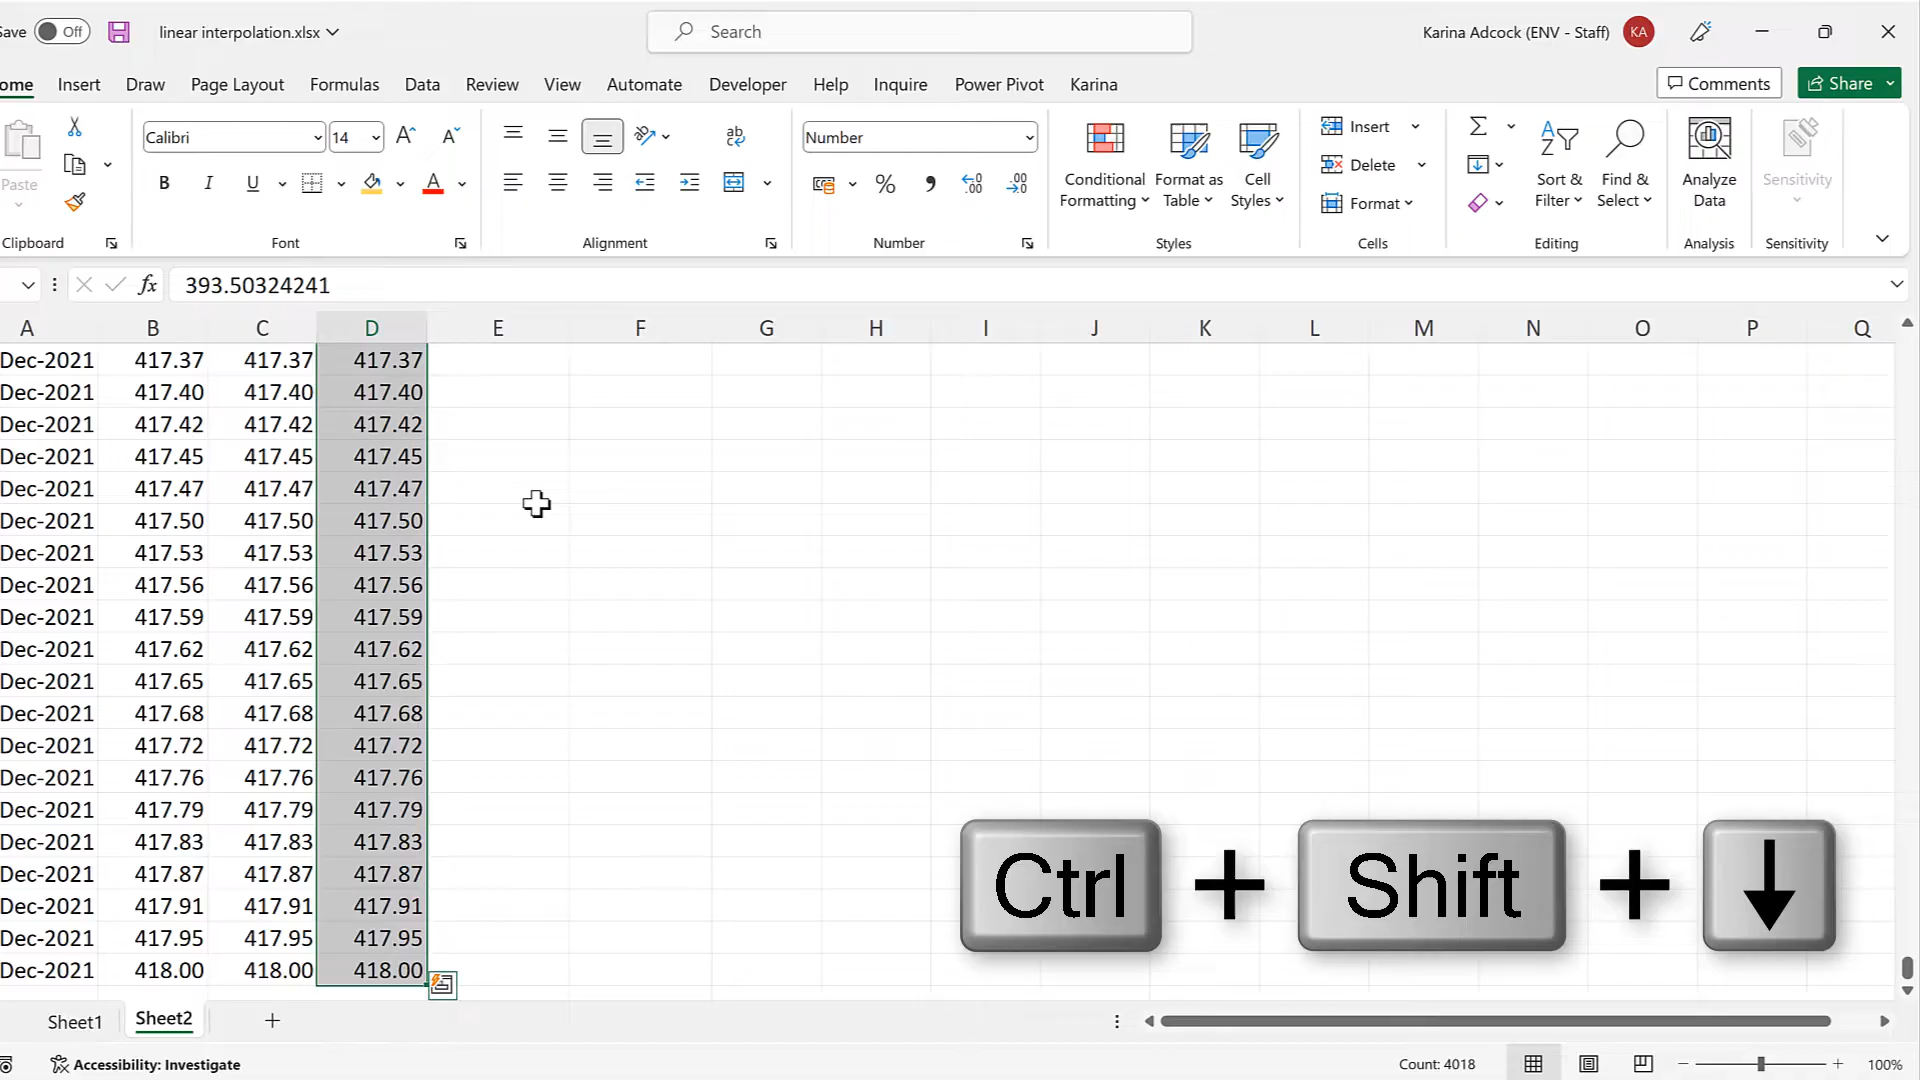 ave Off linear interpolation.xlsx Search Karina Adcock (ENV - Staff) KA
ome Insert Draw Page Layout Formulas Data Review View Automate Developer Help Inquire Power Pivot Karina Comments Share
Paste
Clipboard
Calibri 14
B I U
Font
Alignment
Number
Number
Conditional
Formatting
Format as
Table
Cell
Styles
Styles
Insert
Delete
Format
Cells
Sort &
Filter
Find &
Select
Editing
Analyze
Data
Analysis
Sensitivity
Sensitivity
fx 393.50324241
A B C D E F G H I J K L M N O P Q
Dec-2021 417.37 417.37 417.37
Dec-2021 417.40 417.40 417.40
Dec-2021 417.42 417.42 417.42
Dec-2021 417.45 417.45 417.45
Dec-2021 417.47 417.47 417.47
Dec-2021 417.50 417.50 417.50
Dec-2021 417.53 417.53 417.53
Dec-2021 417.56 417.56 417.56
Dec-2021 417.59 417.59 417.59
Dec-2021 417.62 417.62 417.62
Dec-2021 417.65 417.65 417.65
Dec-2021 417.68 417.68 417.68
Dec-2021 417.72 417.72 417.72
Dec-2021 417.76 417.76 417.76
Dec-2021 417.79 417.79 417.79
Dec-2021 417.83 417.83 417.83
Dec-2021 417.87 417.87 417.87
Dec-2021 417.91 417.91 417.91
Dec-2021 417.95 417.95 417.95
Dec-2021 418.00 418.00 418.00
Ctrl + Shift + ↓
Sheet1 Sheet2 +
Accessibility: Investigate Count: 4018 100%